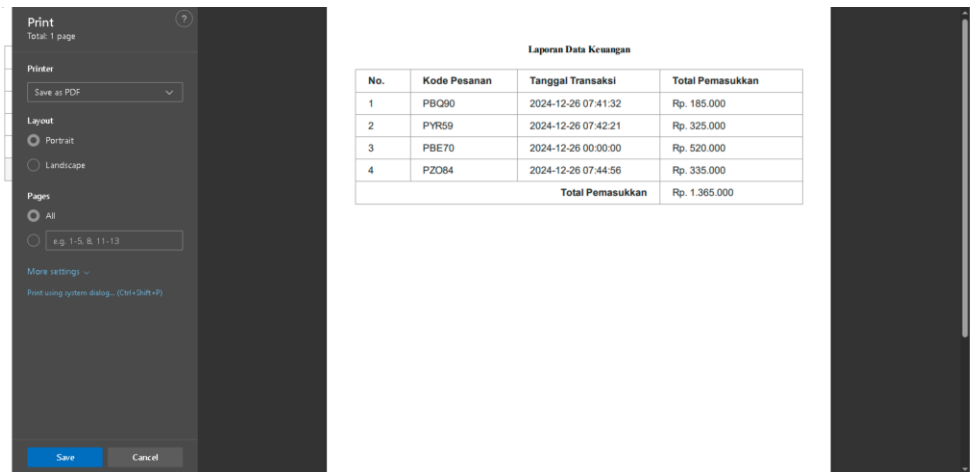 Print
?
Total: 1 page
Printer
Save as PDF
Layout
Portrait
Landscape
Pages
All
e.g. 1-5, 8, 11-13
More settings
Print using system dialog... (Ctrl+Shift+P)
Save Cancel
Laporan Data Keuangan
No. Kode Pesanan Tanggal Transaksi Total Pemasukkan
1 PBQ90 2024-12-26 07:41:32 Rp. 185.000
2 PYR59 2024-12-26 07:42:21 Rp. 325.000
3 PBE70 2024-12-26 00:00:00 Rp. 520.000
4 PZO84 2024-12-26 07:44:56 Rp. 335.000
Total Pemasukkan Rp. 1.365.000